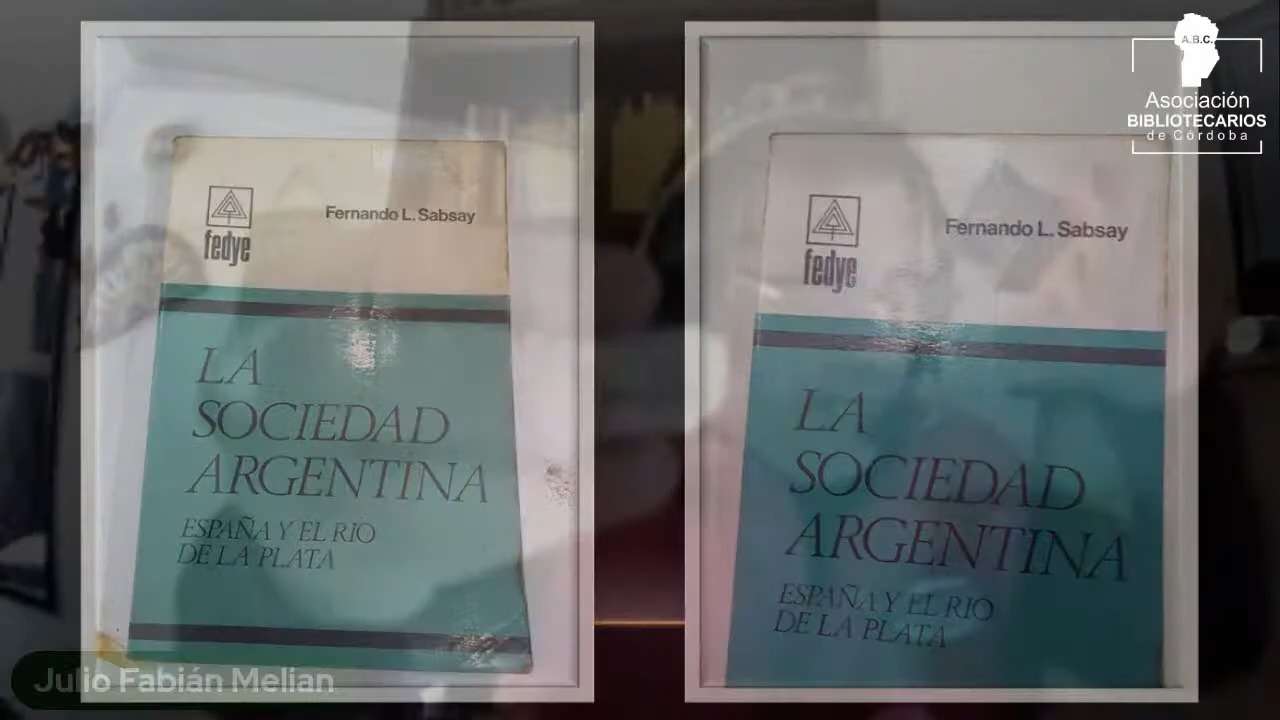 fedye
Fernando L. Sabsay
LA
SOCIEDAD
ARGENTINA
ESPAÑA Y EL RIO
DE LA PLATA
fedye
Fernando L. Sabsay
LA
SOCIEDAD
ARGENTINA
ESPAÑA Y EL RIO
DE LA PLATA
A.B.C.
Asociación
BIBLIOTECARIOS
de Córdoba
Julio Fabián Melian